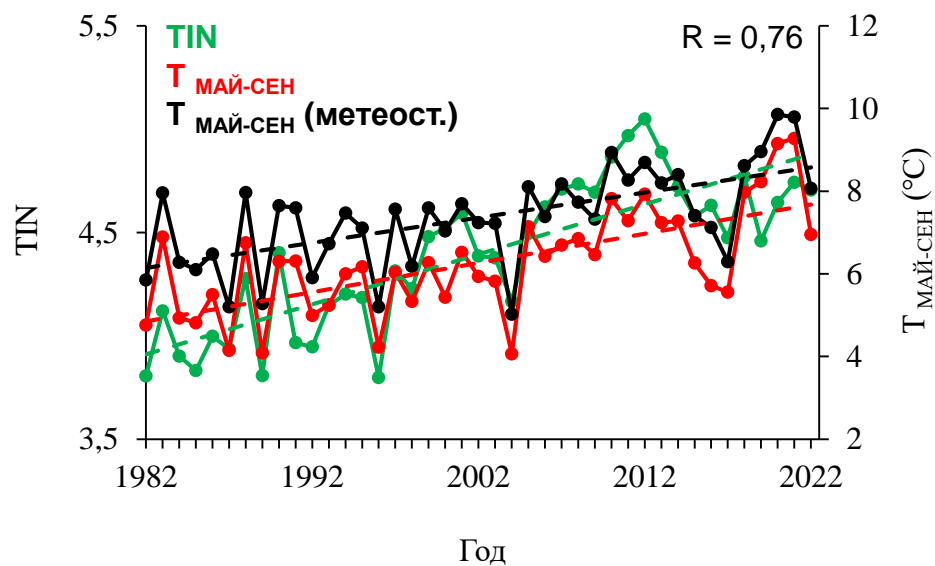 5,5
12
TIN
R = 0,76
Т МАЙ-СЕН
Т МАЙ-СЕН (метеост.)
10
8
4,5
6
4
3,5
2
TIN
Т МАЙ-СЕН (°C)
1982
1992
2002
2012
2022
Год